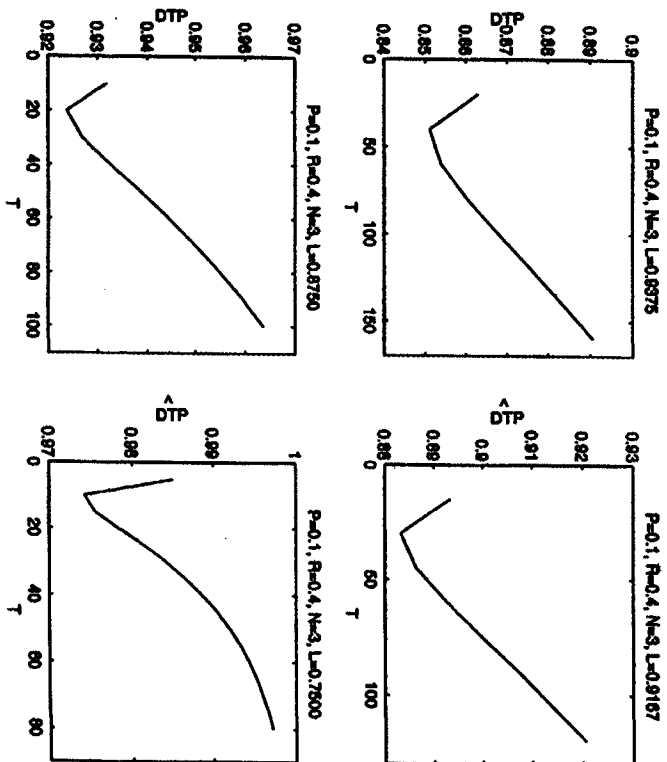 P=0.1, R=0.4, N=3, L=0.9375
0.9
0.89
0.88
0.87
0.86
0.85
0.84
DTP
0 50 100 150
T
P=0.1, R=0.4, N=3, L=0.9167
0.93
0.92
0.91
0.9
0.89
0.88
^
DTP
0 50 100
T
P=0.1, R=0.4, N=3, L=0.8750
0.97
0.96
0.95
0.94
0.93
0.92
DTP
0 20 40 60 80 100
T
P=0.1, R=0.4, N=3, L=0.7500
1
0.99
0.98
0.97
^
DTP
0 20 40 60 80
T